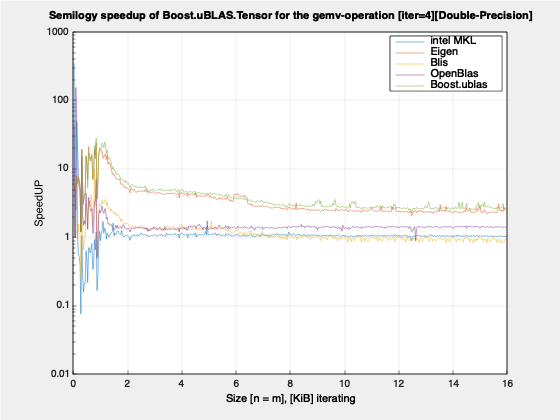 Semilogy speedup of Boost.uBLAS.Tensor for the gemv-operation [iter=4][Double-Precision]
1000
100
10
1
0.1
0.01
SpeedUP
intel MKL
Eigen
Blis
OpenBlas
Boost.ublas
0 2 4 6 8 10 12 14 16
Size [n = m], [KiB] iterating